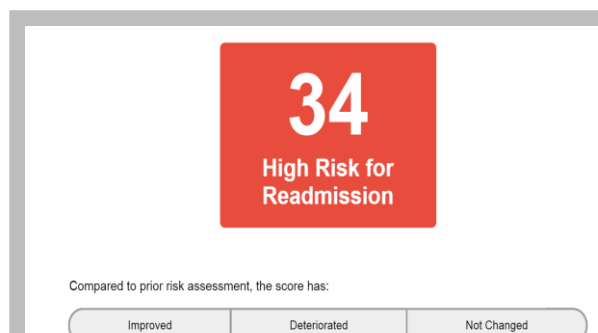 34
High Risk for
Readmission
Compared to prior risk assessment, the score has:
Improved Deteriorated Not Changed